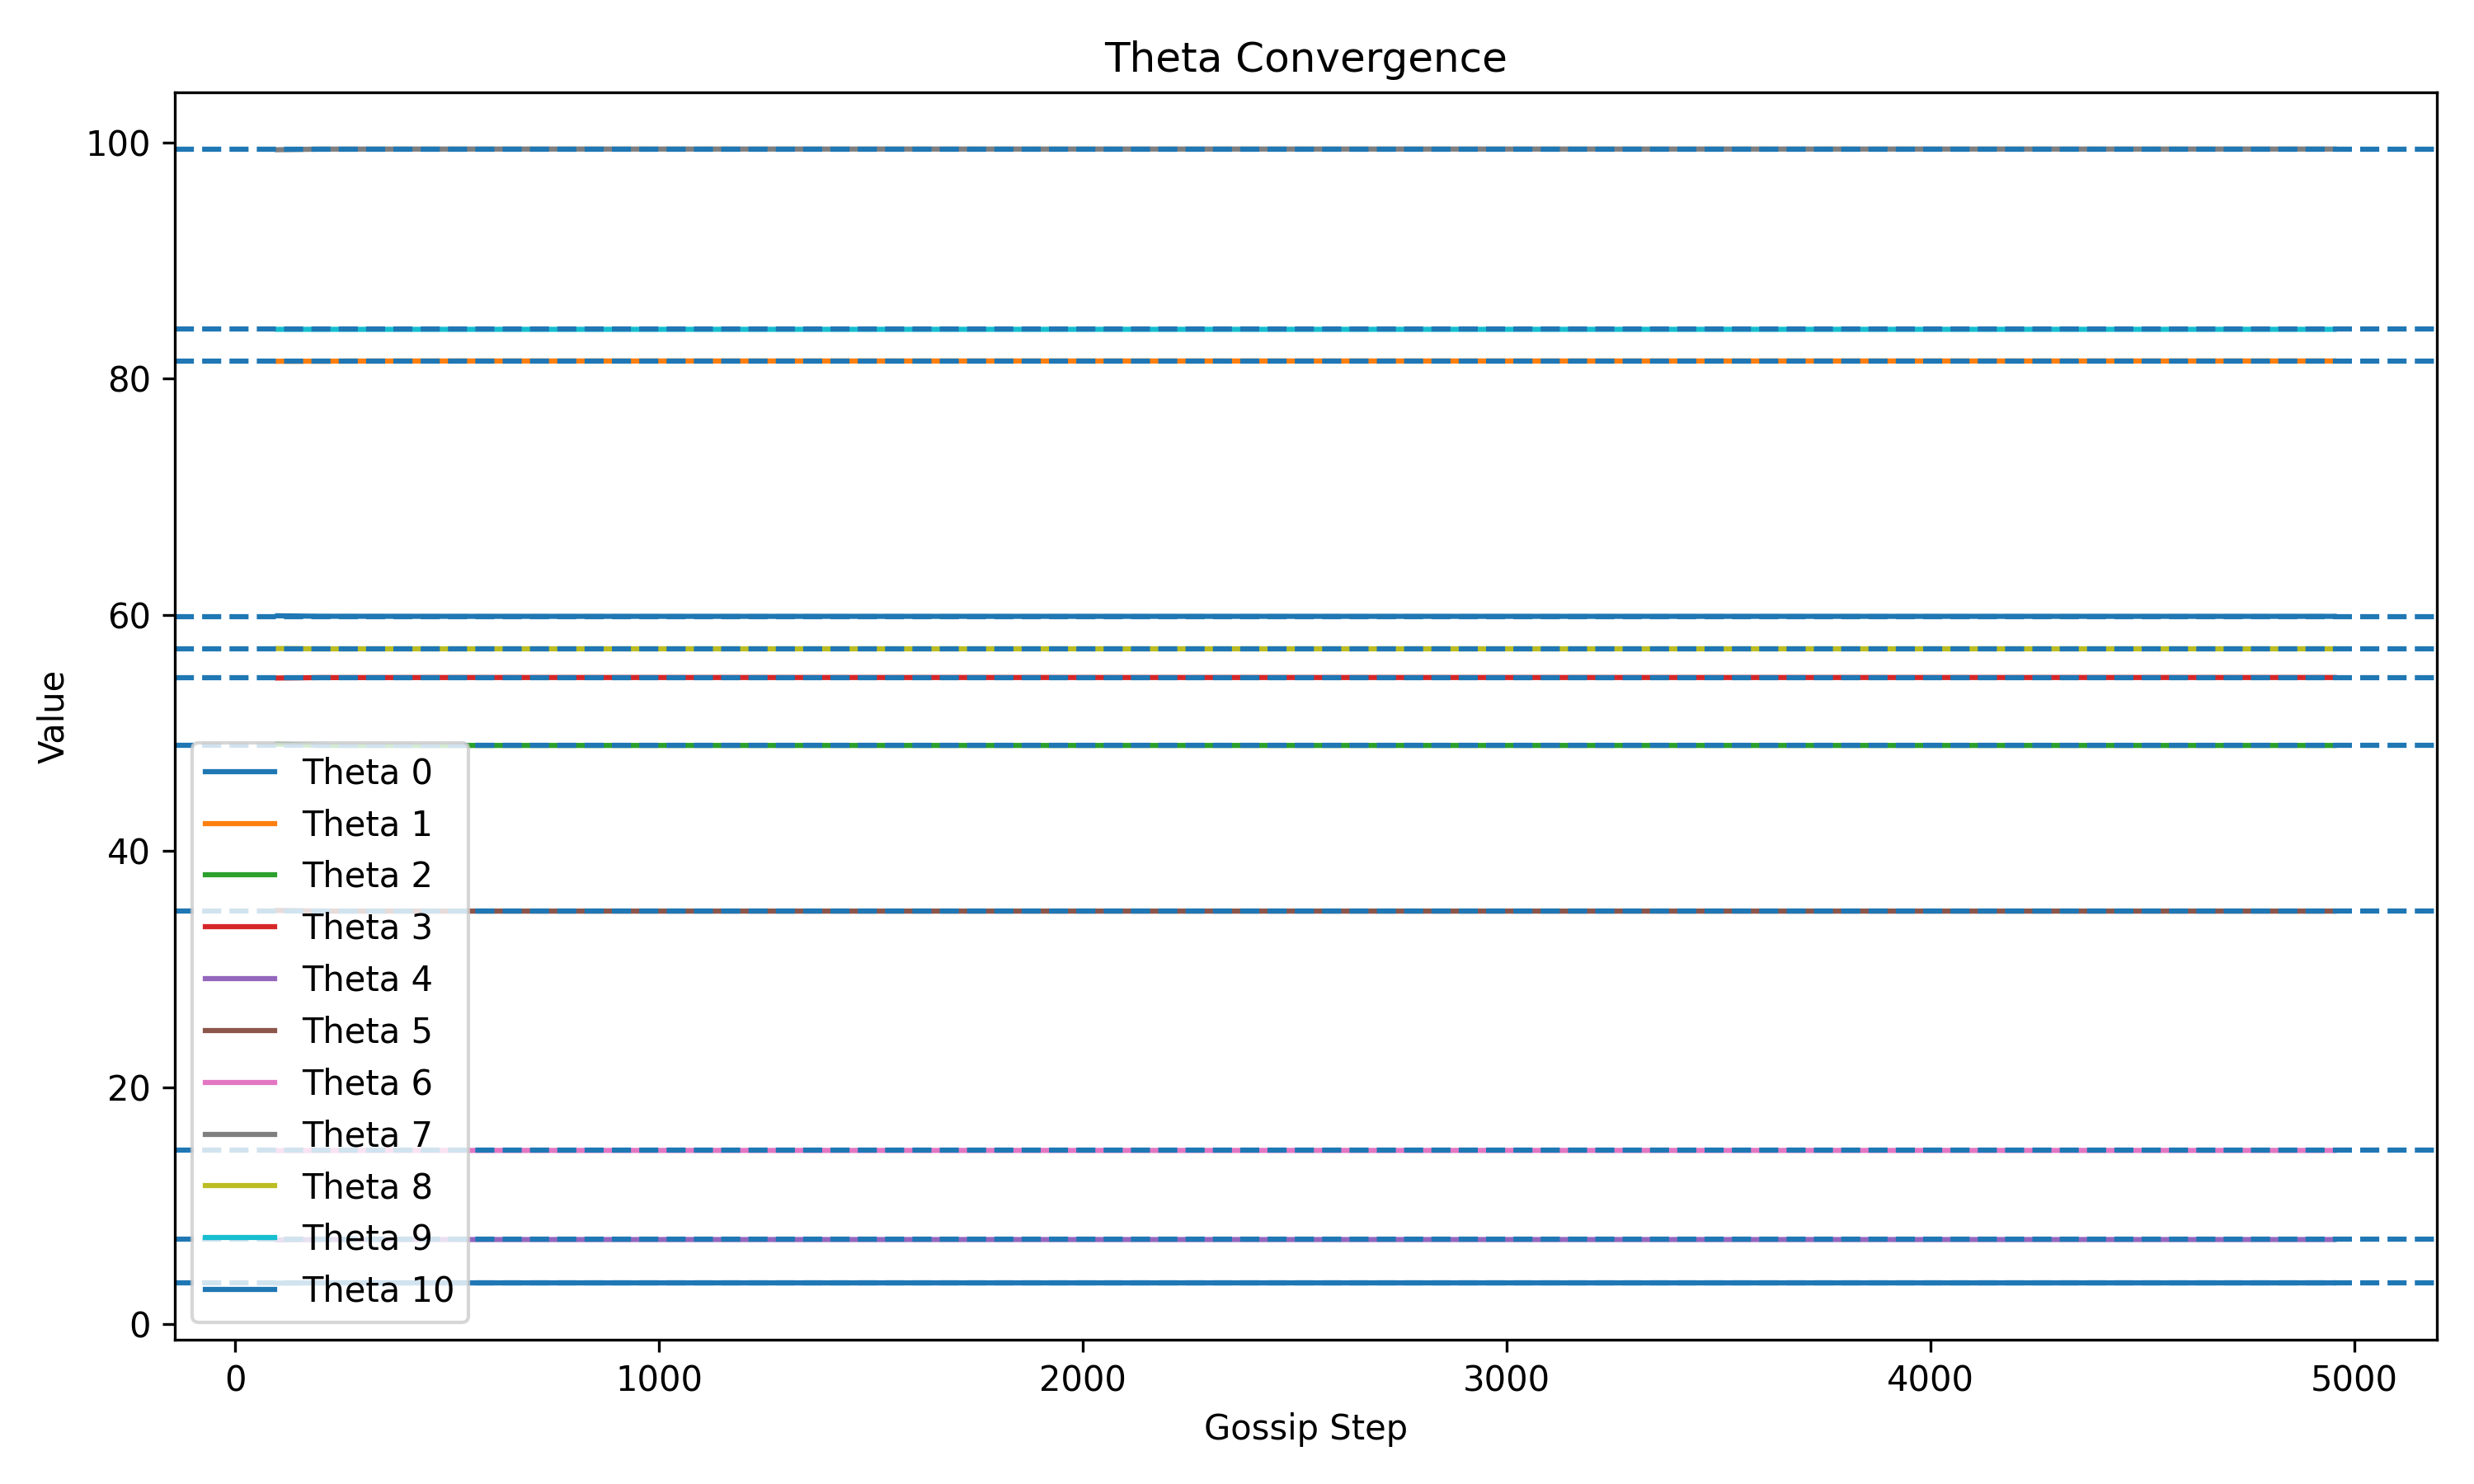 Theta Convergence
100
80
60
40
20
0
Value
Theta 0
Theta 1
Theta 2
Theta 3
Theta 4
Theta 5
Theta 6
Theta 7
Theta 8
Theta 9
Theta 10
0 1000 2000 3000 4000 5000
Gossip Step